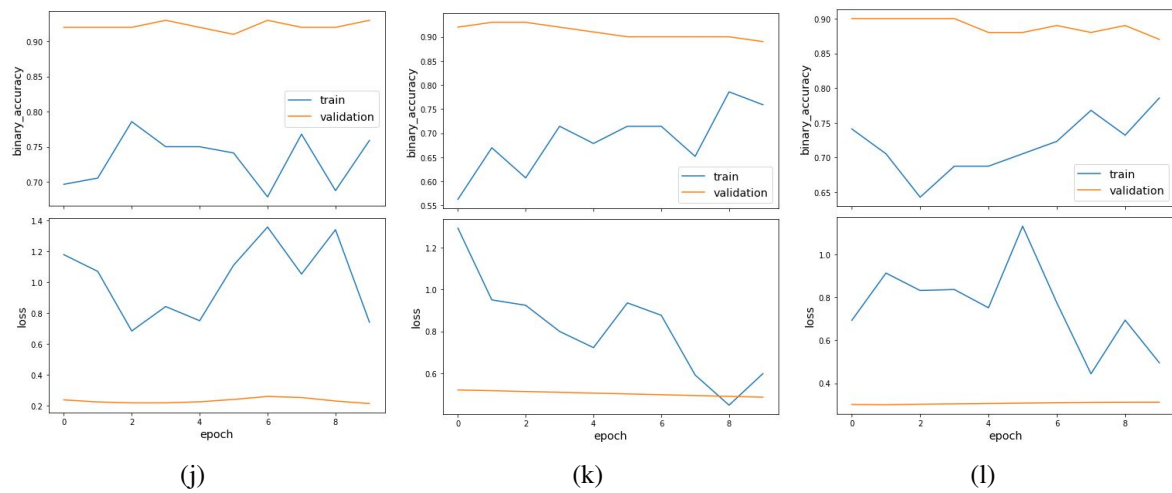 binary_accuracy
0.90
0.85
0.80
0.75
0.70
train
validation
loss
1.4
1.2
1.0
0.8
0.6
0.4
0.2
0 2 4 6 8
epoch
(j)
binary_accuracy
0.90
0.85
0.80
0.75
0.70
0.65
0.60
0.55
train
validation
loss
1.2
1.0
0.8
0.6
0 2 4 6 8
epoch
(k)
binary_accuracy
0.90
0.85
0.80
0.75
0.70
0.65
train
validation
loss
1.0
0.8
0.6
0.4
0 2 4 6 8
epoch
(l)